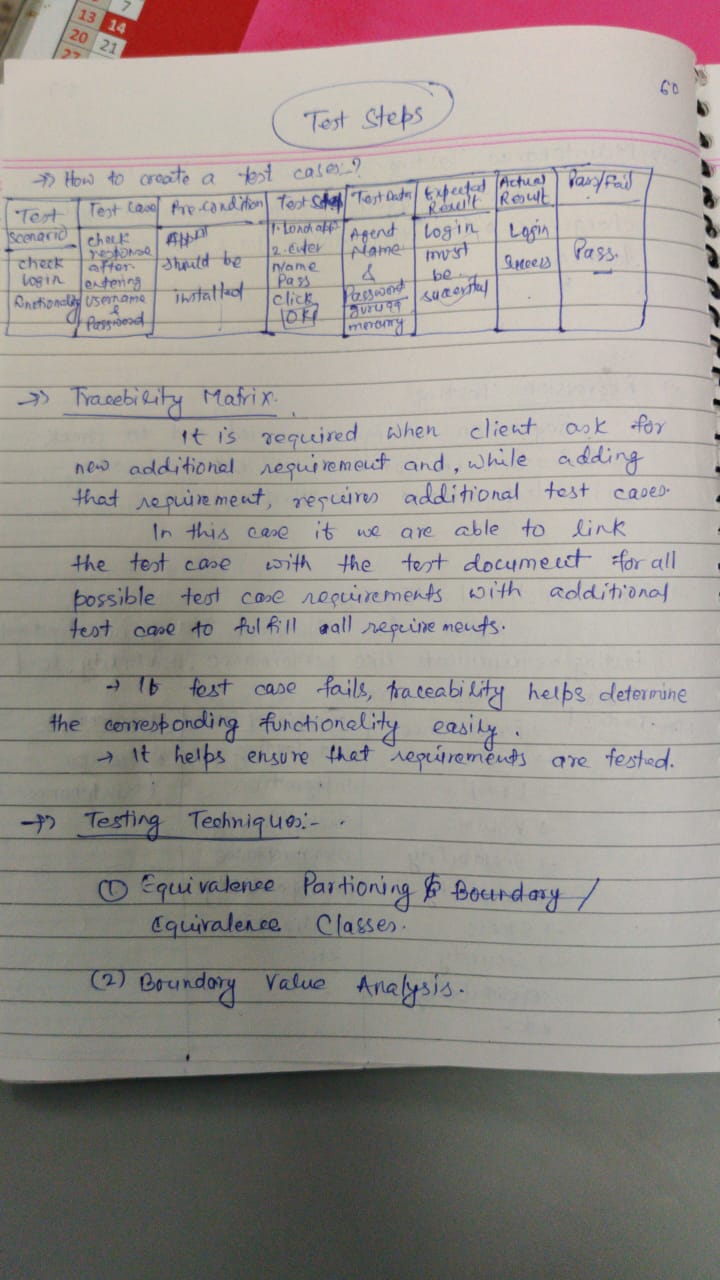 7
13 14
20 21
27
60
Test Steps
→» How to create a test cases:-?
Test Scenario | Test Case | Pre-condition | Test Step | Test Data | Expected Result | Actual Result | Pass/Fail
check Login functionality | check response after entering Username & Password | Appl should be installed | 1. Load app 2. Enter Name Pass click OK | Agent Name & Password guru99 mercury | Login must be sucessful | Login Success | Pass.
→» Tracebility Matrix.
It is required when client ask for
new additional requirement and, while adding
that requirement, requires additional test cases.
In this case it we are able to link
the test case with the test document for all
possible test case requirements with additional
test case to fulfill all requirements.
→ If test case fails, traceability helps determine
the corresponding functionality easily.
→ It helps ensure that requirements are tested.
→» Testing Techniques:-.
① Equivalence Partioning & Boundary /
Equivalence Classes.
(2) Boundary Value Analysis.